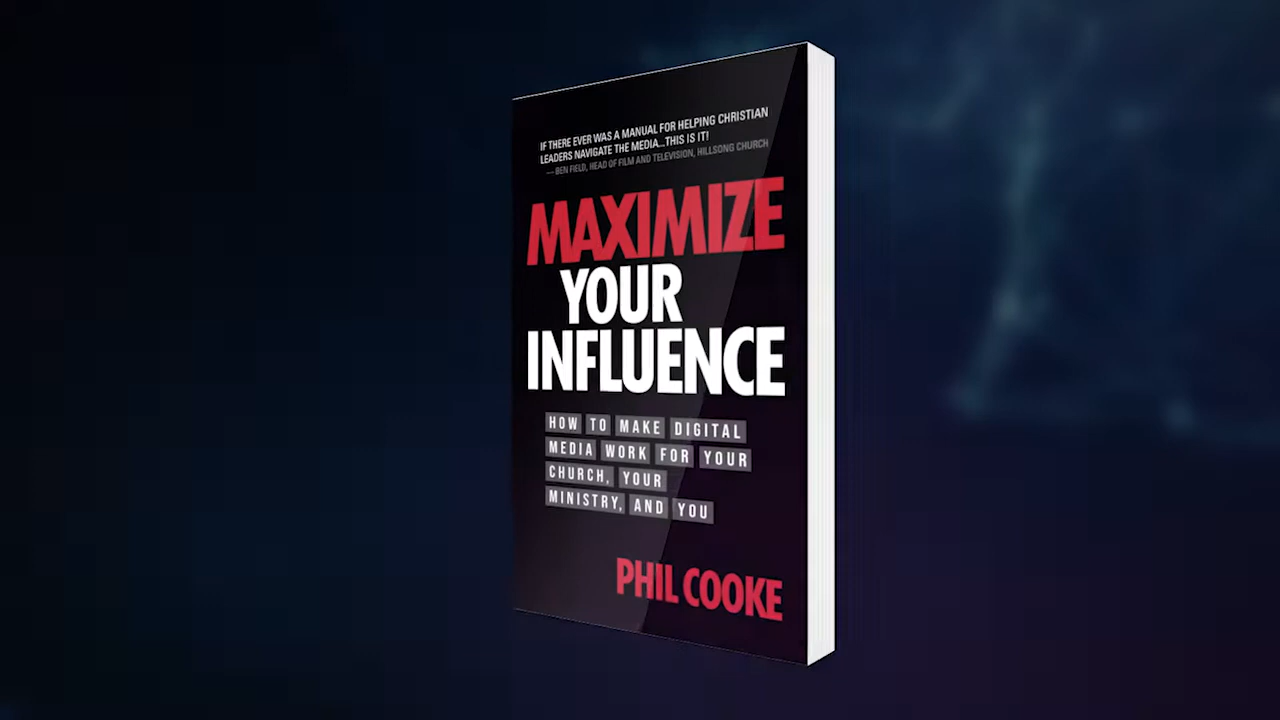 IF THERE EVER WAS A MANUAL FOR HELPING CHRISTIAN
LEADERS NAVIGATE THE MEDIA...THIS IS IT!
— BEN FIELD, HEAD OF FILM AND TELEVISION, HILLSONG CHURCH
MAXIMIZE
YOUR
INFLUENCE
HOW TO MAKE DIGITAL
MEDIA WORK FOR YOUR
CHURCH, YOUR
MINISTRY, AND YOU
PHIL COOKE